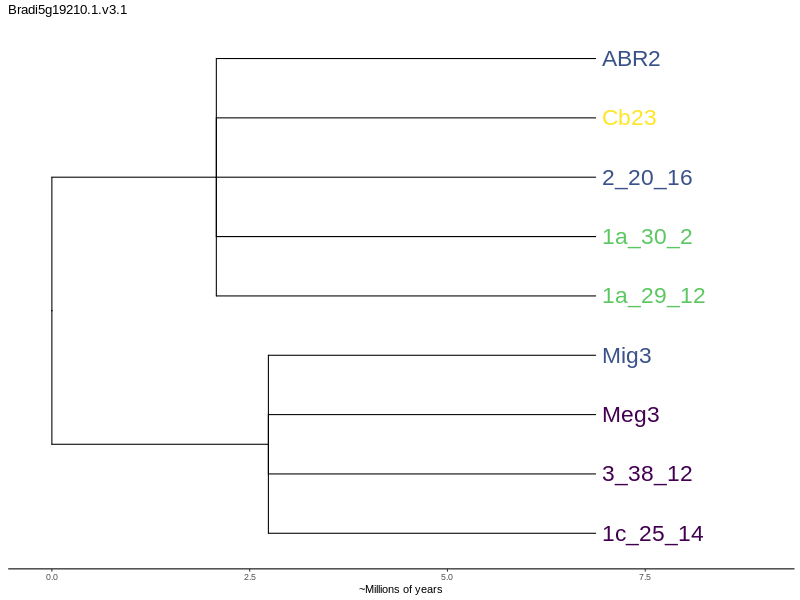 Bradi5g19210.1.v3.1
ABR2
Cb23
2_20_16
1a_30_2
1a_29_12
Mig3
Meg3
3_38_12
1c_25_14
0.0 2.5 5.0 7.5
~Millions of years